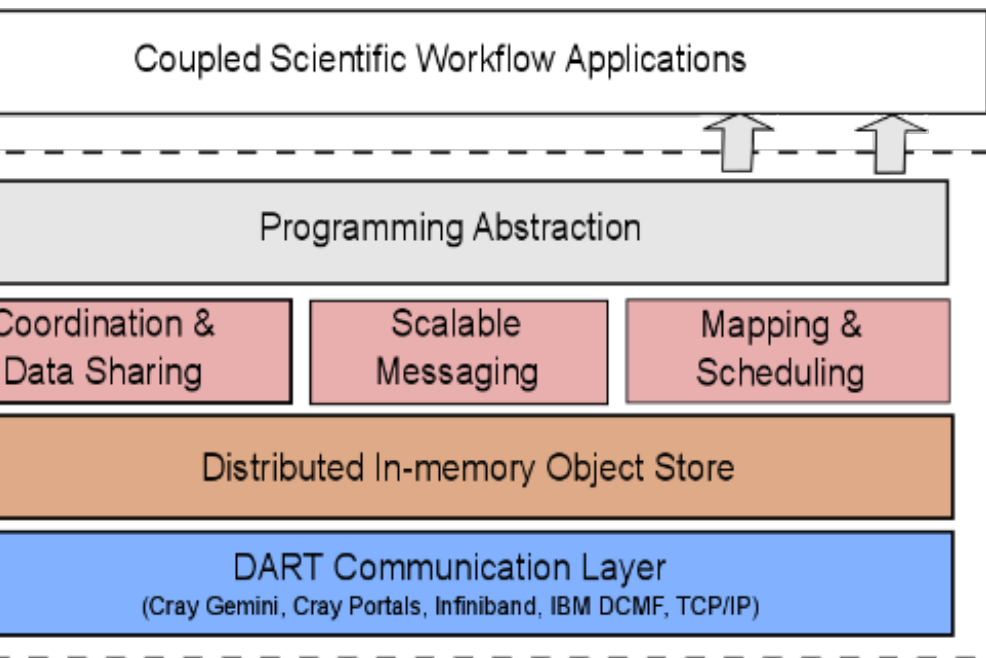 Coupled Scientific Workflow Applications
Programming Abstraction
Coordination &
Data Sharing
Scalable
Messaging
Mapping &
Scheduling
Distributed In-memory Object Store
DART Communication Layer
(Cray Gemini, Cray Portals, Infiniband, IBM DCMF, TCP/IP)